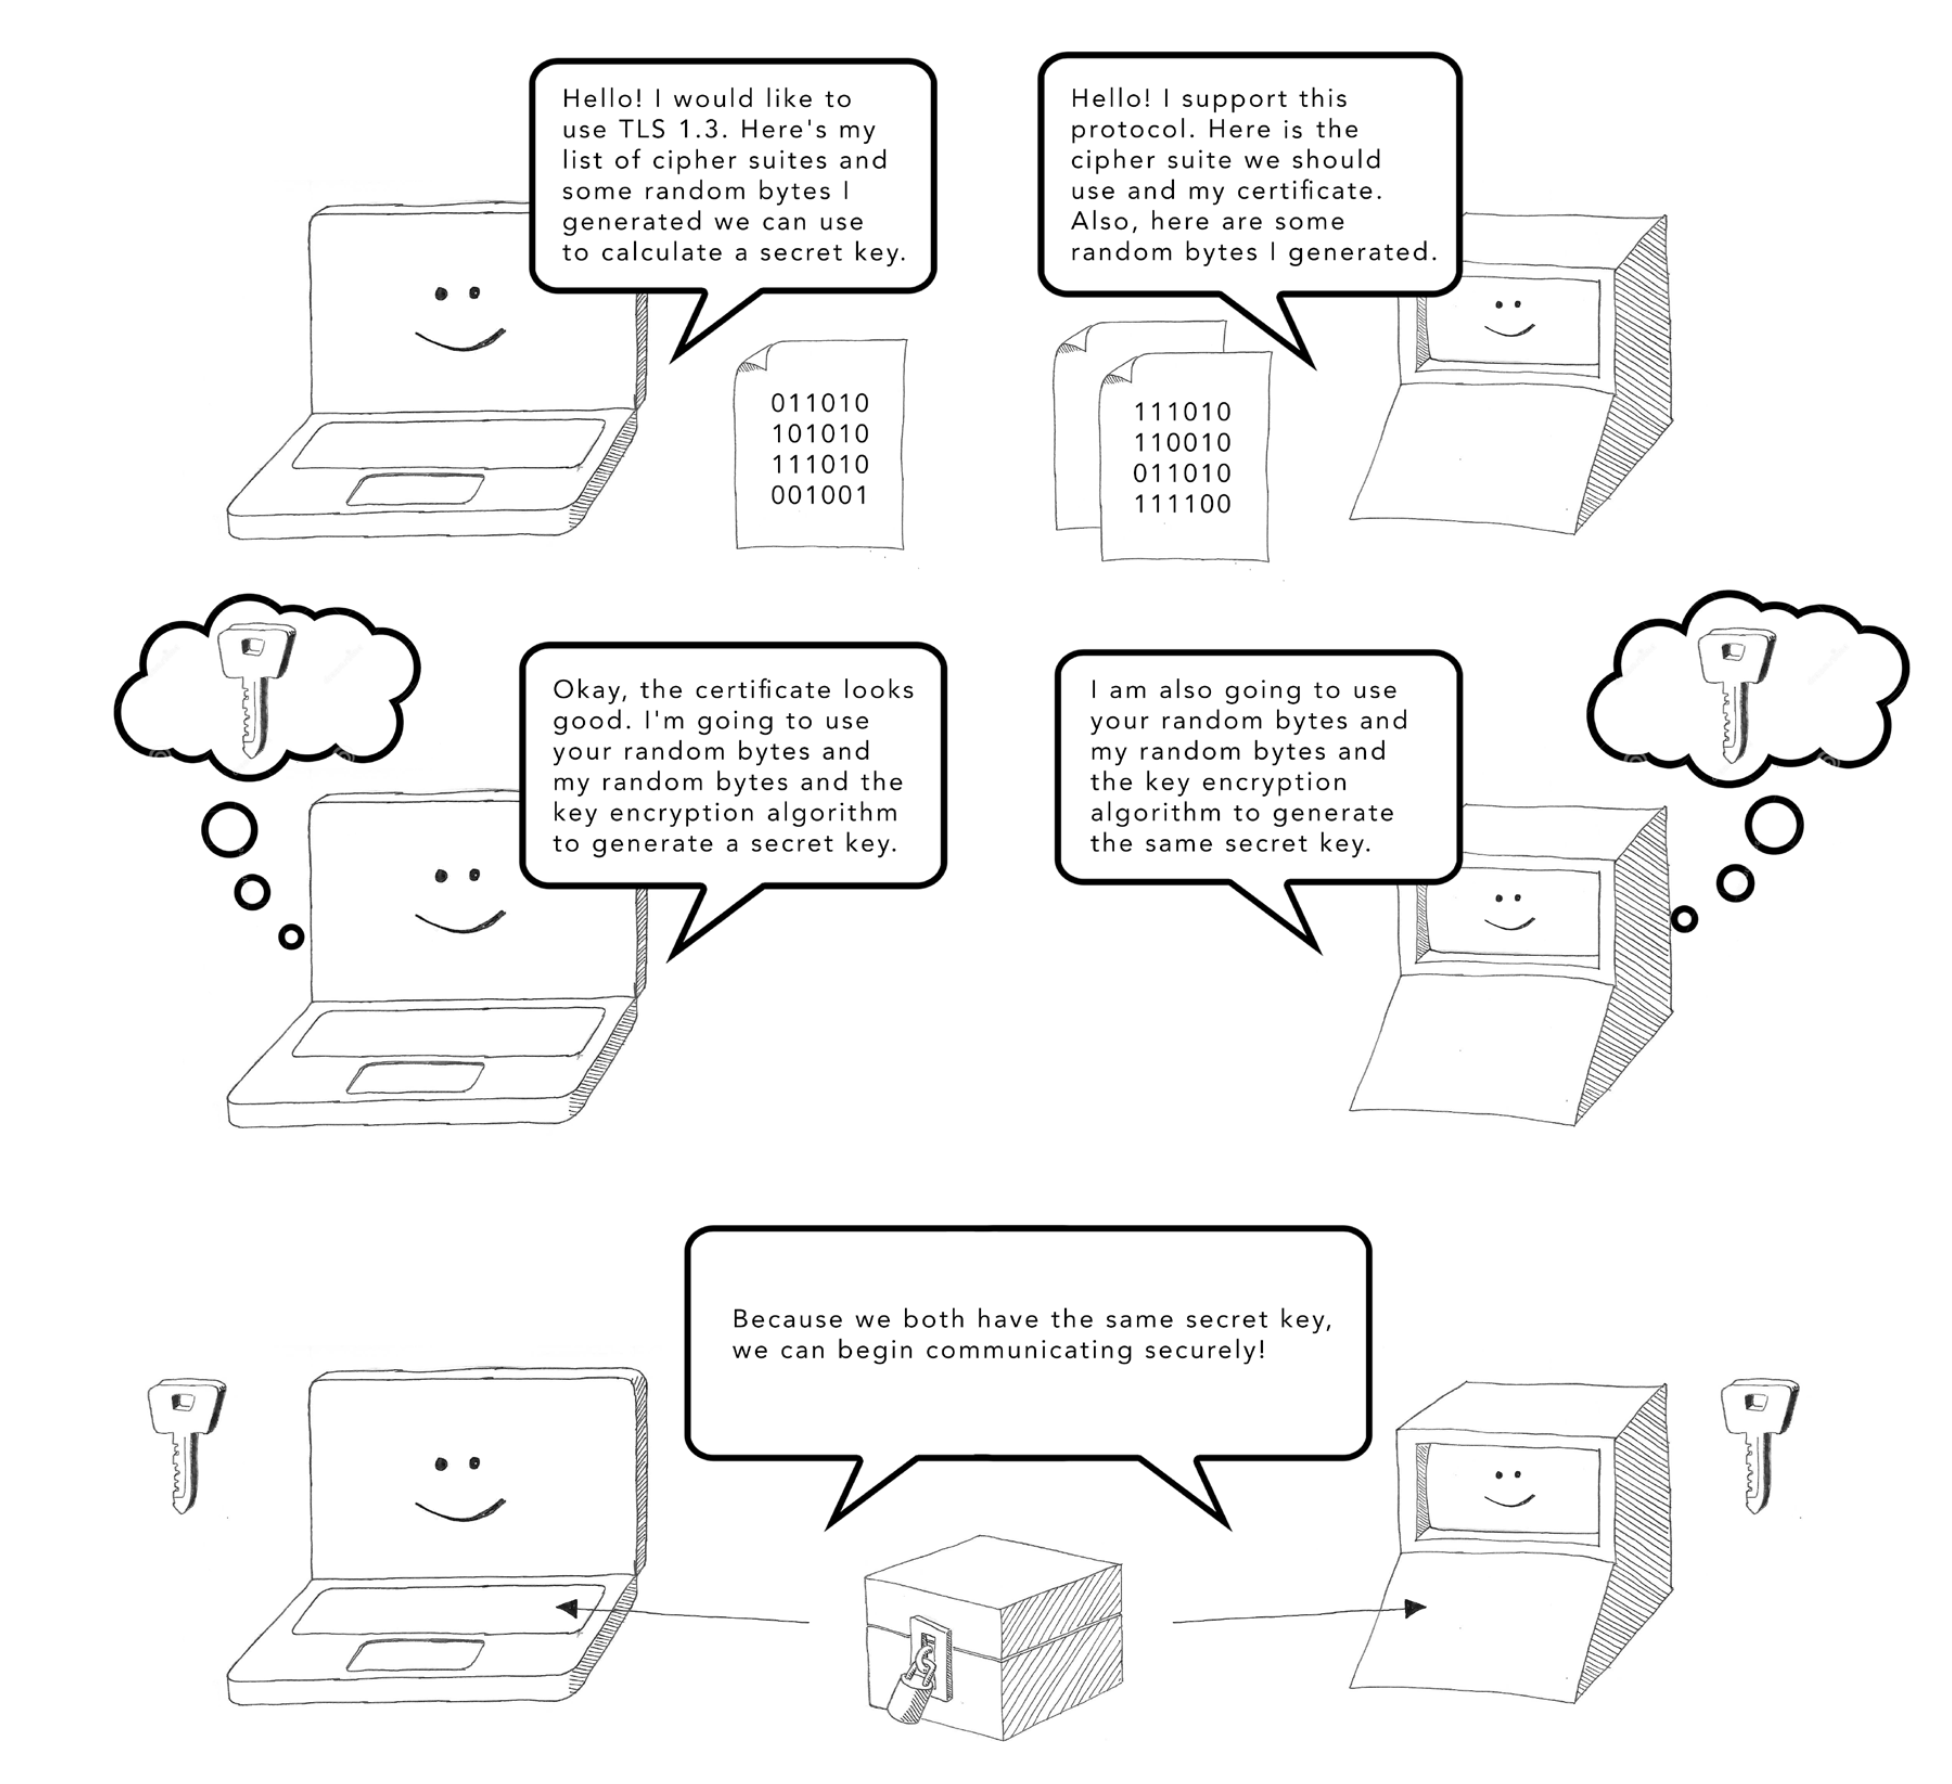 Hello! I would like to
use TLS 1.3. Here's my
list of cipher suites and
some random bytes I
generated we can use
to calculate a secret key.
Hello! I support this
protocol. Here is the
cipher suite we should
use and my certificate.
Also, here are some
random bytes I generated.
011010
101010
111010
001001
111010
110010
011010
111100
Okay, the certificate looks
good. I'm going to use
your random bytes and
my random bytes and the
key encryption algorithm
to generate a secret key.
I am also going to use
your random bytes and
my random bytes and
the key encryption
algorithm to generate
the same secret key.
Because we both have the same secret key,
we can begin communicating securely!